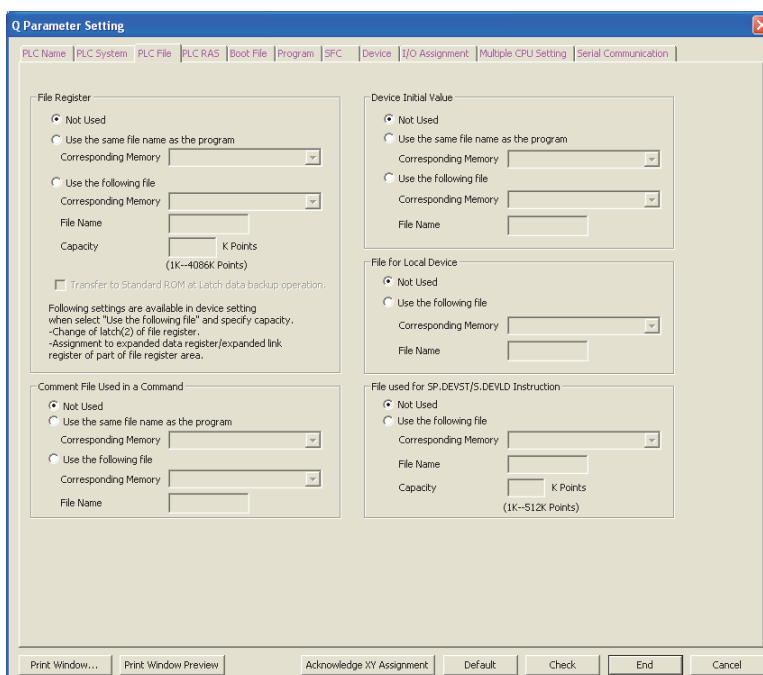 Q Parameter Setting
PLC Name PLC System PLC File PLC RAS Boot File Program SFC Device I/O Assignment Multiple CPU Setting Serial Communication
File Register
Not Used
Use the same file name as the program
Corresponding Memory
Use the following file
Corresponding Memory
File Name
Capacity K Points
(1K--4086K Points)
Transfer to Standard ROM at Latch data backup operation.
Following settings are available in device setting
when select "Use the following file" and specify capacity.
-Change of latch(2) of file register.
-Assignment to expanded data register/expanded link
register of part of file register area.
Device Initial Value
Not Used
Use the same file name as the program
Corresponding Memory
Use the following file
Corresponding Memory
File Name
File for Local Device
Not Used
Use the following file
Corresponding Memory
File Name
Comment File Used in a Command
Not Used
Use the same file name as the program
Corresponding Memory
Use the following file
Corresponding Memory
File Name
File used for SP.DEVST/S.DEVLD Instruction
Not Used
Use the following file
Corresponding Memory
File Name
Capacity K Points
(1K--512K Points)
Print Window... Print Window Preview Acknowledge XY Assignment Default Check End Cancel